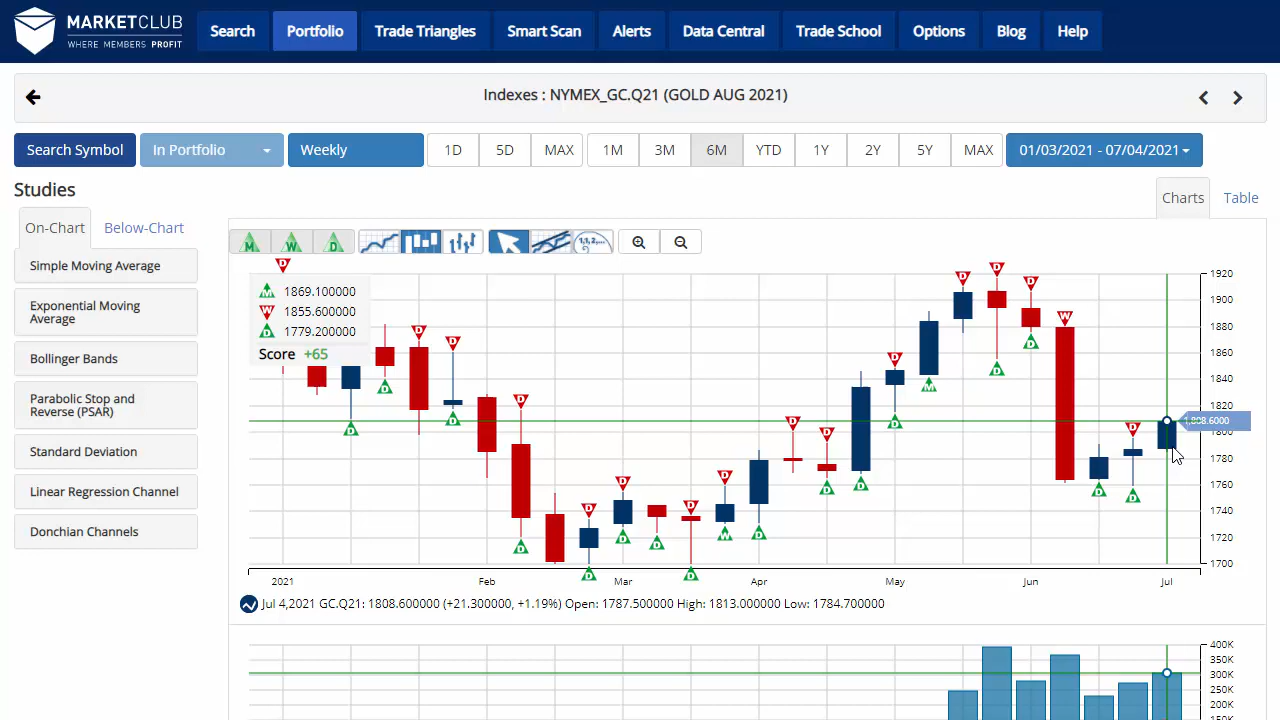 MARKETCLUB
WHERE MEMBERS PROFIT
Search
Portfolio
Trade Triangles
Smart Scan
Alerts
Data Central
Trade School
Options
Blog
Help
Indexes : NYMEX_GC.Q21 (GOLD AUG 2021)
Search Symbol
In Portfolio
Weekly
1D
5D
MAX
1M
3M
6M
YTD
1Y
2Y
5Y
MAX
01/03/2021 - 07/04/2021
Studies
Charts
Table
On-Chart
Below-Chart
Simple Moving Average
Exponential Moving
Average
Bollinger Bands
Parabolic Stop and
Reverse (PSAR)
Standard Deviation
Linear Regression Channel
Donchian Channels
M
W
D
1,2,...
M 1869.100000
W 1855.600000
D 1779.200000
Score +65
1920
1900
1880
1860
1840
1820
1,808.6000
1800
1780
1760
1740
1720
1700
2021
Feb
Mar
Apr
May
Jun
Jul
Jul 4,2021 GC.Q21: 1808.600000 (+21.300000, +1.19%) Open: 1787.500000 High: 1813.000000 Low: 1784.700000
400K
350K
300K
250K
200K
150K